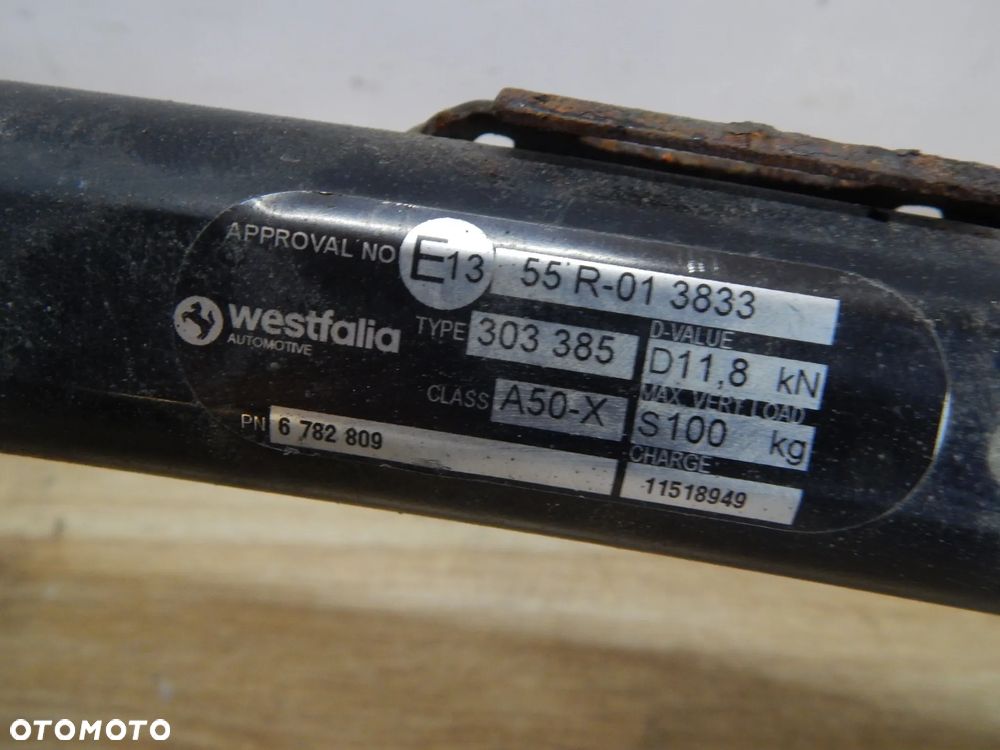 APPROVAL NO E13 55 R-01 3833
westfalia
AUTOMOTIVE
TYPE 303 385
D-VALUE
D11,8 kN
CLASS A50-X
MAX VERT LOAD
S100 kg
PN 6 782 809
CHARGE
11518949
OTOMOTO